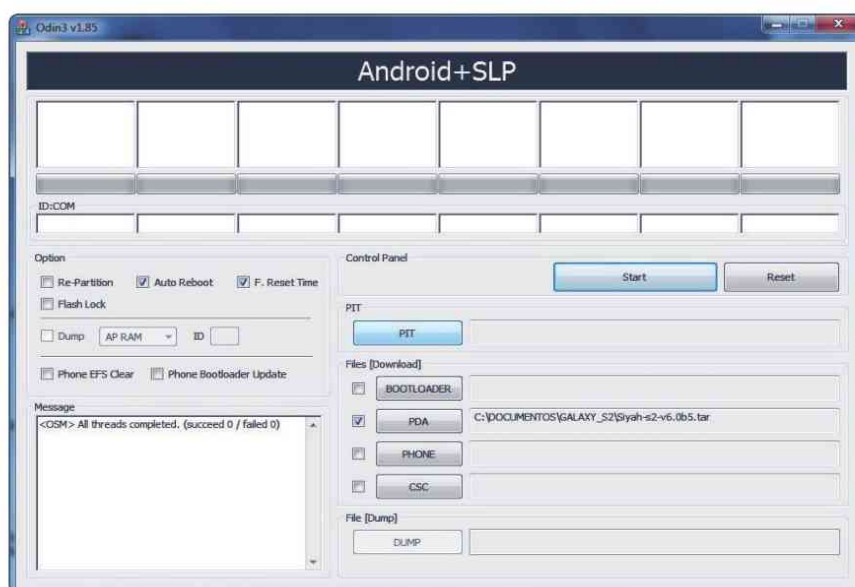 Odin3 v1.85
Android+SLP
ID:COM
Option
Re-Partition Auto Reboot F. Reset Time
Flash Lock
Dump AP RAM ID
Phone EFS Clear Phone Bootloader Update
Message
<OSM> All threads completed. (succeed 0 / failed 0)
Control Panel
Start Reset
PIT
PIT
Files [Download]
BOOTLOADER
PDA C:\DOCUMENTOS\GALAXY_S2\Siyah-s2-v6.0b5.tar
PHONE
CSC
File [Dump]
DUMP